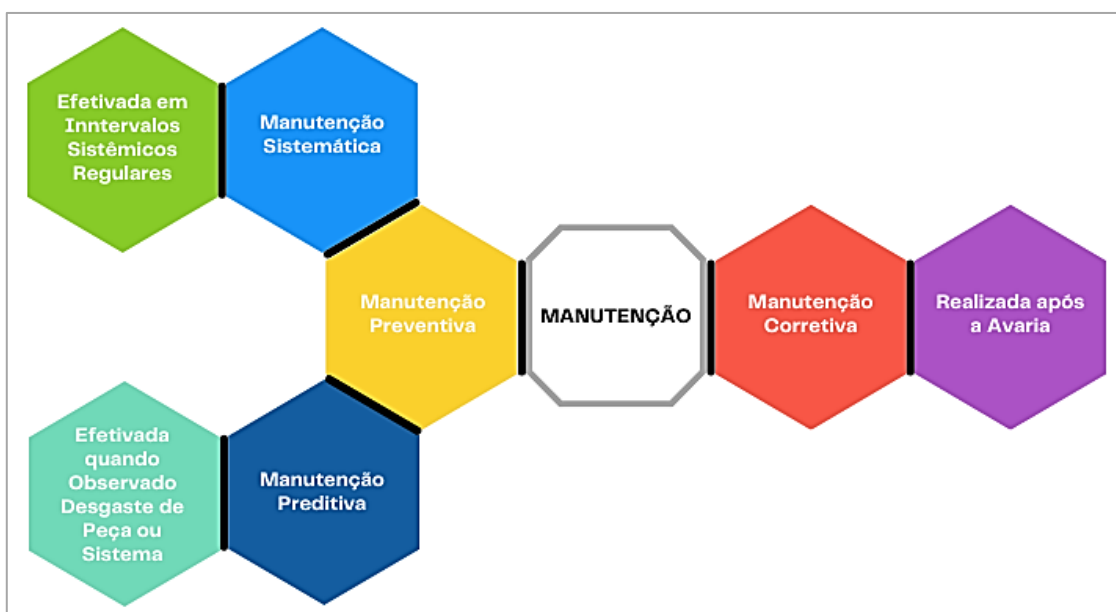 Efetivada em
Inntervalos
Sistêmicos
Regulares
Manutenção
Sistemática
Manutenção
Preventiva
MANUTENÇÃO
Manutenção
Corretiva
Realizada após
a Avaria
Efetivada
quando
Observado
Desgaste de
Peça ou
Sistema
Manutenção
Preditiva